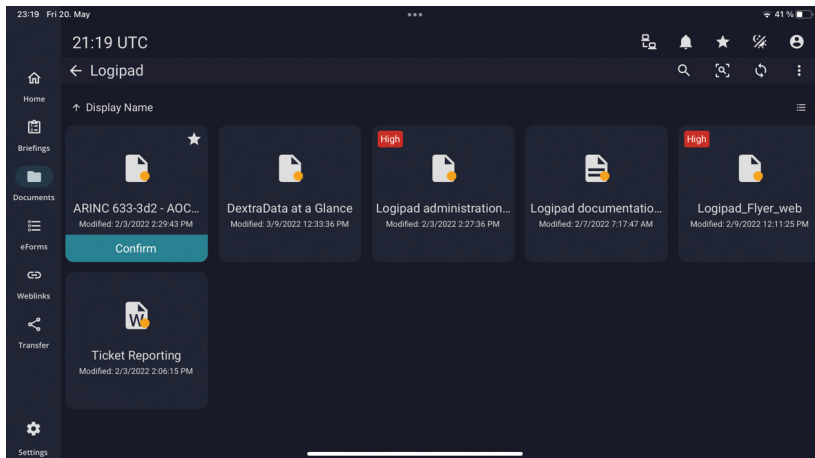 23:19 Fri 20. May
41 %
21:19 UTC
Logipad
Home
Display Name
Briefings
Documents
eForms
Weblinks
Transfer
Settings
ARINC 633-3d2 - AOC...
Modified: 2/3/2022 2:29:43 PM
Confirm
DextraData at a Glance
Modified: 3/9/2022 12:33:36 PM
High
Logipad administration...
Modified: 2/3/2022 2:27:36 PM
Logipad documentatio...
Modified: 2/7/2022 7:17:47 AM
High
Logipad_Flyer_web
Modified: 2/9/2022 12:11:25 PM
W
Ticket Reporting
Modified: 2/3/2022 2:06:15 PM